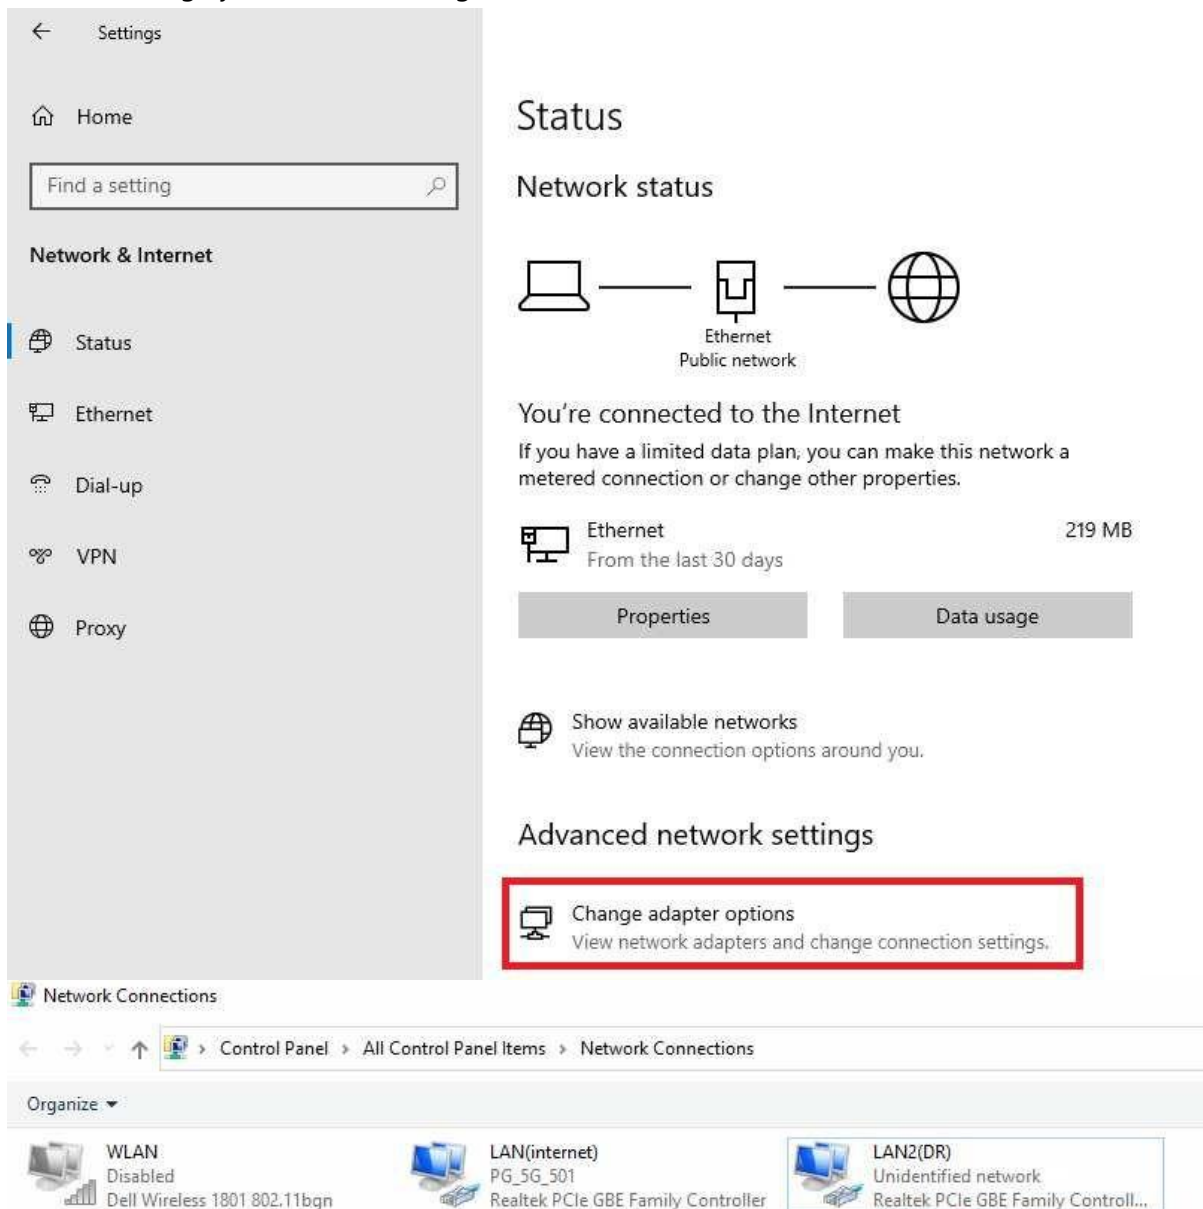 Settings
Home
Find a setting
Network & Internet
Status
Ethernet
Dial-up
VPN
Proxy
Status
Network status
Ethernet
Public network
You're connected to the Internet
If you have a limited data plan, you can make this network a
metered connection or change other properties.
Ethernet 219 MB
From the last 30 days
Properties Data usage
Show available networks
View the connection options around you.
Advanced network settings
Change adapter options
View network adapters and change connection settings.
Network Connections
Control Panel > All Control Panel Items > Network Connections
Organize
WLAN
Disabled
Dell Wireless 1801 802.11bgn
LAN(internet)
PG_5G_501
Realtek PCIe GBE Family Controller
LAN2(DR)
Unidentified network
Realtek PCIe GBE Family Controll...